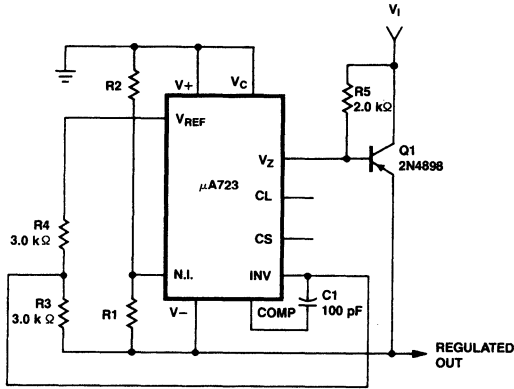 VI
R2
V+
VC
R5
2.0 kΩ
VREF
Q1
2N4898
VZ
μA723
CL
R4
3.0 kΩ
CS
N.I.
INV
R3
3.0 kΩ
R1
V–
COMP
C1
100 pF
REGULATED
OUT